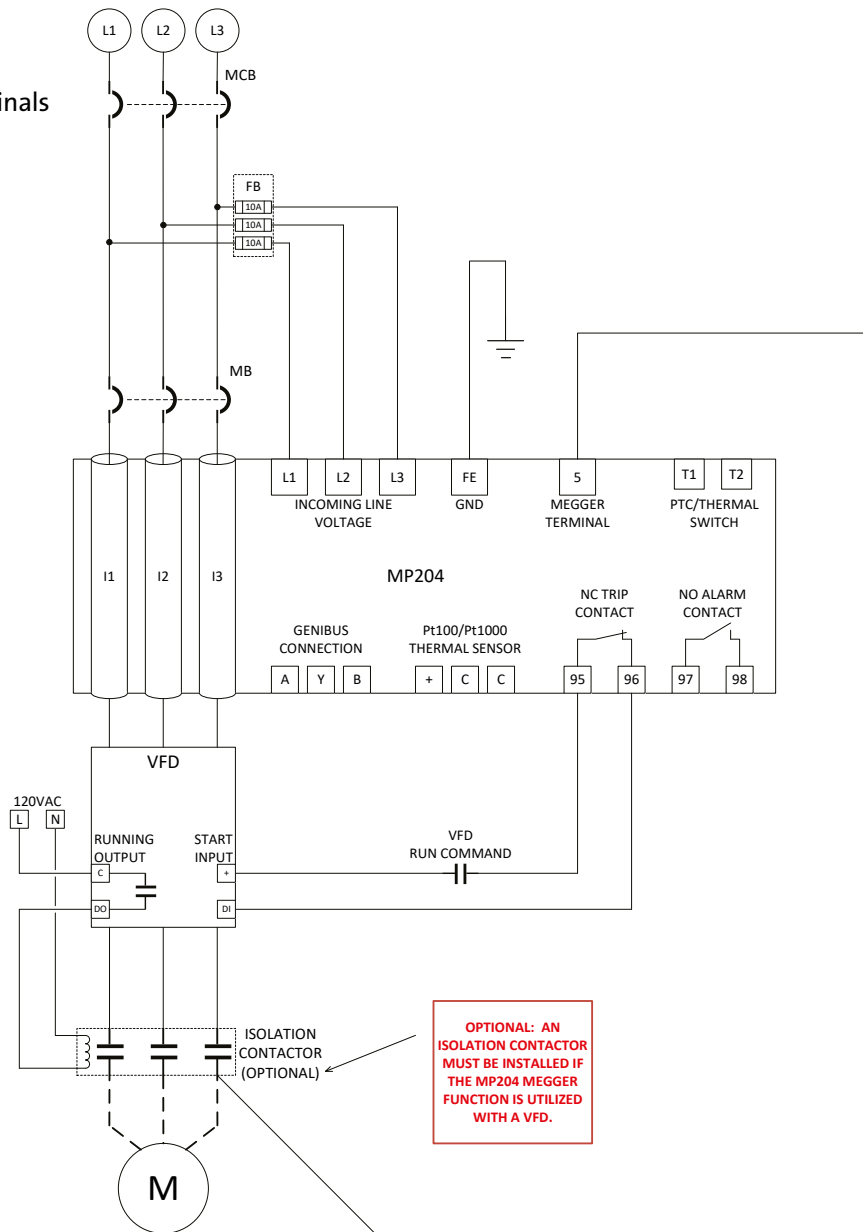 L1 L2 L3
MCB
inals
FB
10A
10A
10A
MB
L1 L2 L3 FE 5 T1 T2
INCOMING LINE
VOLTAGE
GND
MEGGER
TERMINAL
PTC/THERMAL
SWITCH
I1 I2 I3
MP204
NC TRIP
CONTACT
NO ALARM
CONTACT
GENIBUS
CONNECTION
Pt100/Pt1000
THERMAL SENSOR
A Y B + C C 95 96 97 98
VFD
120VAC
L N
RUNNING
OUTPUT
START
INPUT
VFD
RUN COMMAND
C +
DO DI
ISOLATION
CONTACTOR
(OPTIONAL)
OPTIONAL: AN
ISOLATION CONTACTOR
MUST BE INSTALLED IF
THE MP204 MEGGER
FUNCTION IS UTILIZED
WITH A VFD.
M